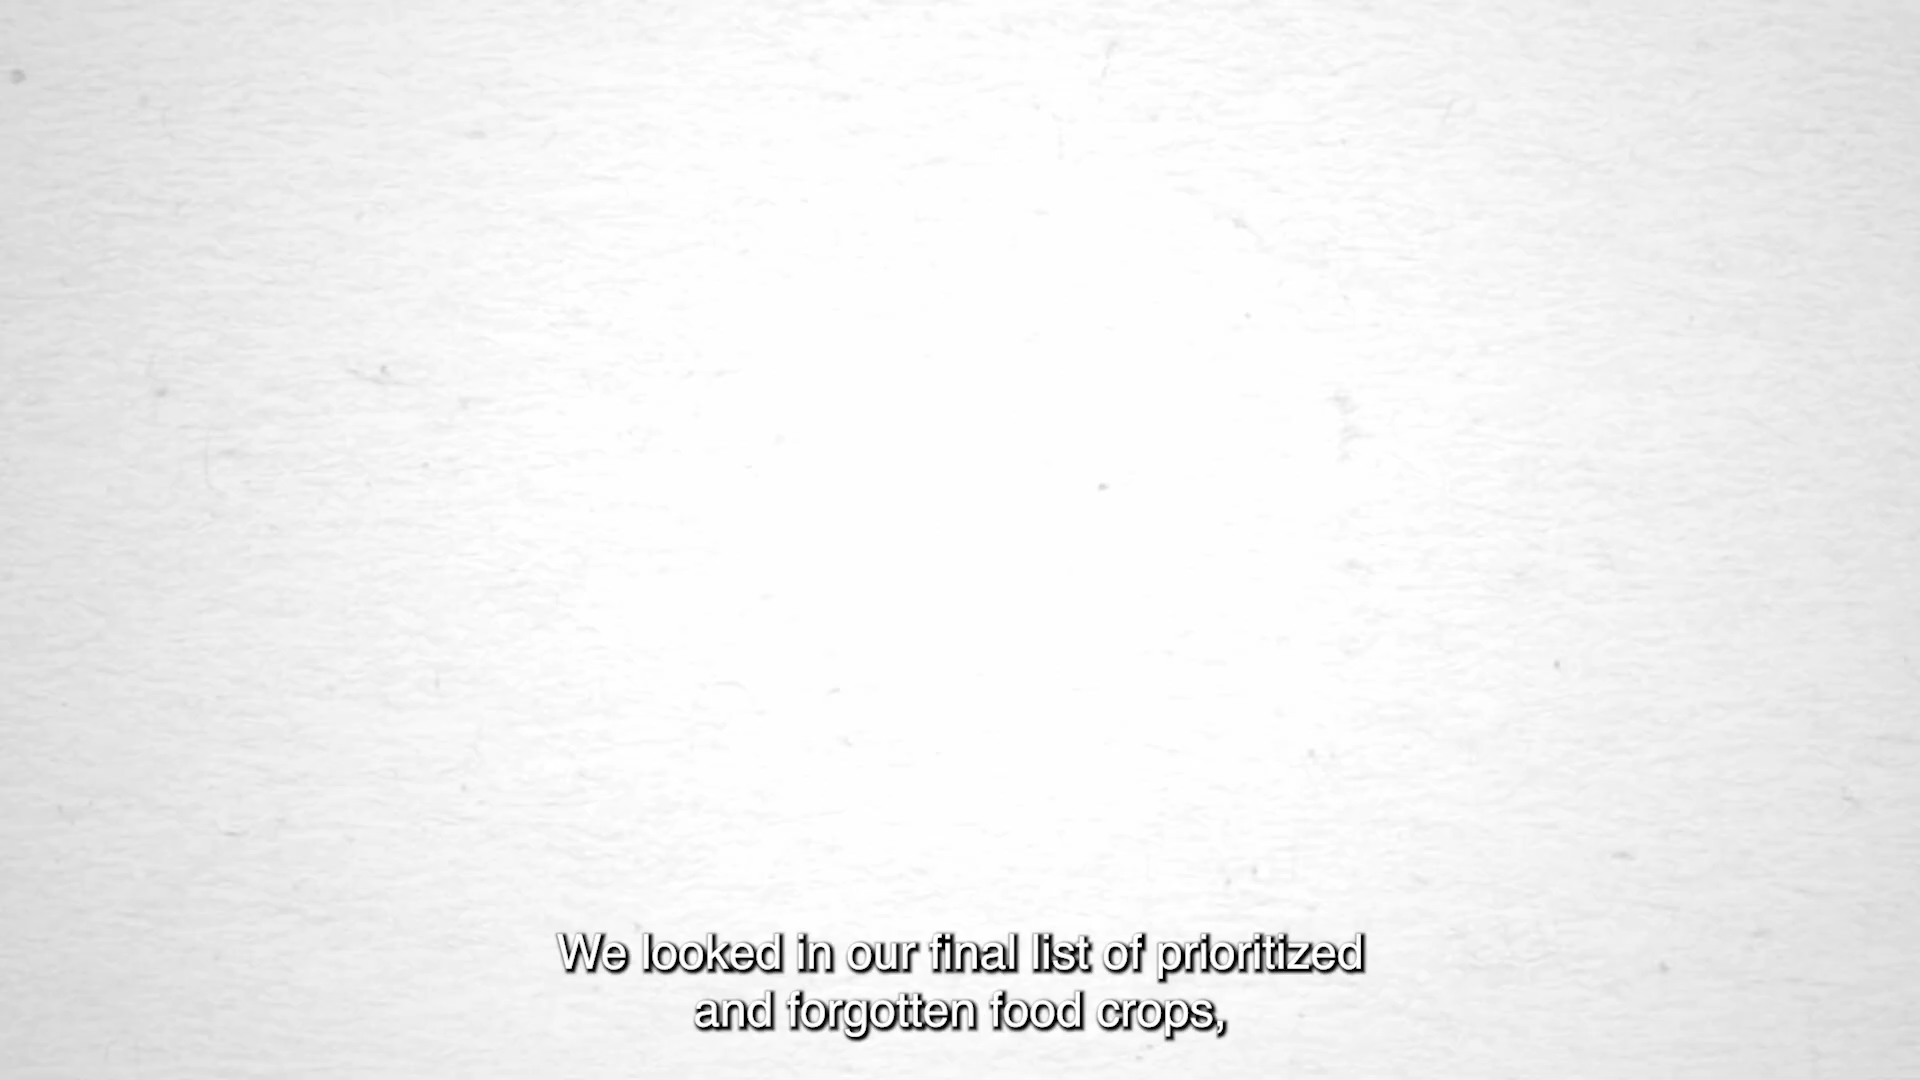 We looked in our final list of prioritized
and forgotten food crops,